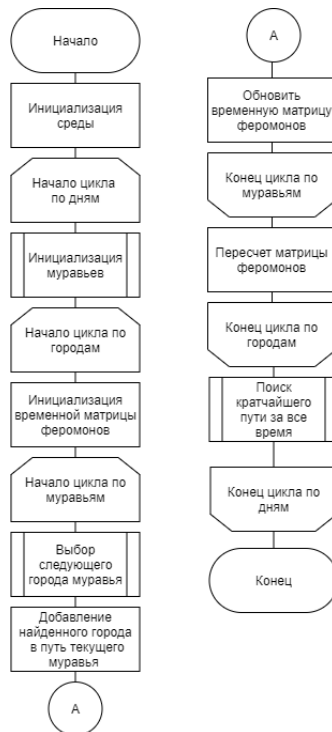 Начало
Инициализация
среды
Начало цикла
по дням
Инициализация
муравьев
Начало цикла по
городам
Инициализация
временной матрицы
феромонов
Начало цикла по
муравьям
Выбор
следующего
города муравья
Добавление
найденного города
в путь текущего
муравья
А
А
Обновить
временную матрицу
феромонов
Конец цикла по
муравьям
Пересчет матрицы
феромонов
Конец цикла по
городам
Поиск
кратчайшего
пути за все
время
Конец цикла по
дням
Конец